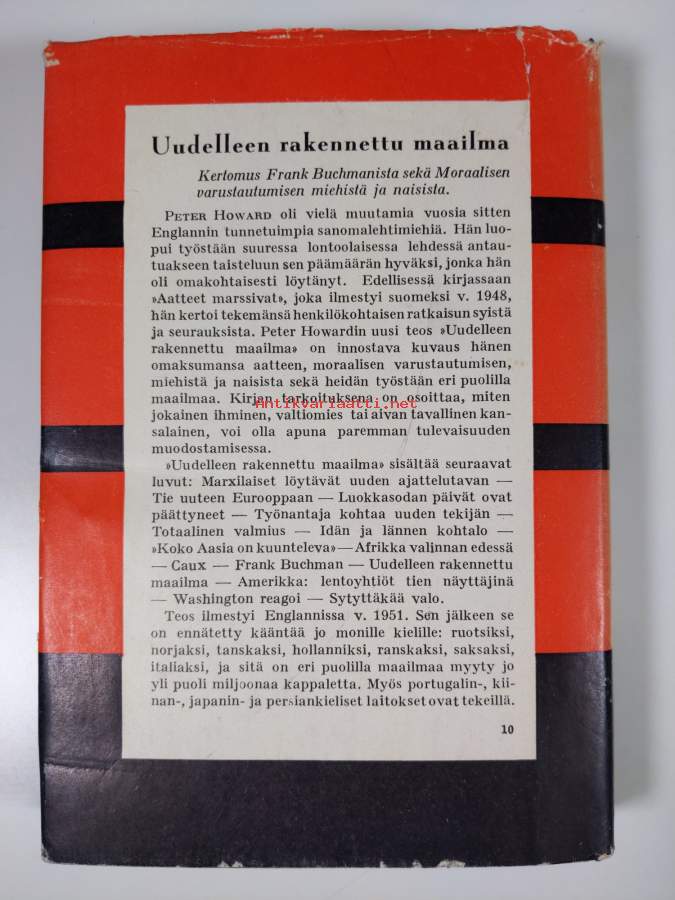 Uudelleen rakennettu maailma
Kertomus Frank Buchmanista sekä Moraalisen
varustautumisen miehistä ja naisista.
PETER HOWARD oli vielä muutamia vuosia sitten
Englannin tunnetuimpia sanomalehtimiehiä. Hän luo-
pui työstään suuressa lontoolaisessa lehdessä antau-
tuakseen taisteluun sen päämäärän hyväksi, jonka hän
oli omakohtaisesti löytänyt. Edellisessä kirjassaan
»Aatteet marssivat», joka ilmestyi suomeksi v. 1948,
hän kertoi tekemänsä henkilökohtaisen ratkaisun syistä
ja seurauksista. Peter Howardin uusi teos »Uudelleen
rakennettu maailma» on innostava kuvaus hänen
omaksumansa aatteen, moraalisen varustautumisen,
miehistä ja naisista sekä heidän työstään eri puolilla
maailmaa. Kirjan tarkoituksena on osoittaa, miten
antikvariaatti.net
jokainen ihminen, valtiomies tai aivan tavallinen kan-
salainen, voi olla apuna paremman tulevaisuuden
muodostamisessa.
»Uudelleen rakennettu maailma» sisältää seuraavat
luvut: Marxilaiset löytävät uuden ajattelutavan —
Tie uuteen Eurooppaan — Luokkasodan päivät ovat
päättyneet — Työnantaja kohtaa uuden tekijän —
Totaalinen valmius — Idän ja lännen kohtalo —
»Koko Aasia on kuunteleva» — Afrikka valinnan edessä
— Caux — Frank Buchman — Uudelleen rakennettu
maailma — Amerikka: lentoyhtiöt tien näyttäjinä
— Washington reagoi — Sytyttäkää valo.
Teos ilmestyi Englannissa v. 1951. Sen jälkeen se
on ennätetty kääntää jo monille kielille: ruotsiksi,
norjaksi, tanskaksi, hollanniksi, ranskaksi, saksaksi,
italiaksi, ja sitä on eri puolilla maailmaa myyty jo
yli puoli miljoonaa kappaletta. Myös portugalin-, kii-
nan-, japanin- ja persiankieliset laitokset ovat tekeillä.
10